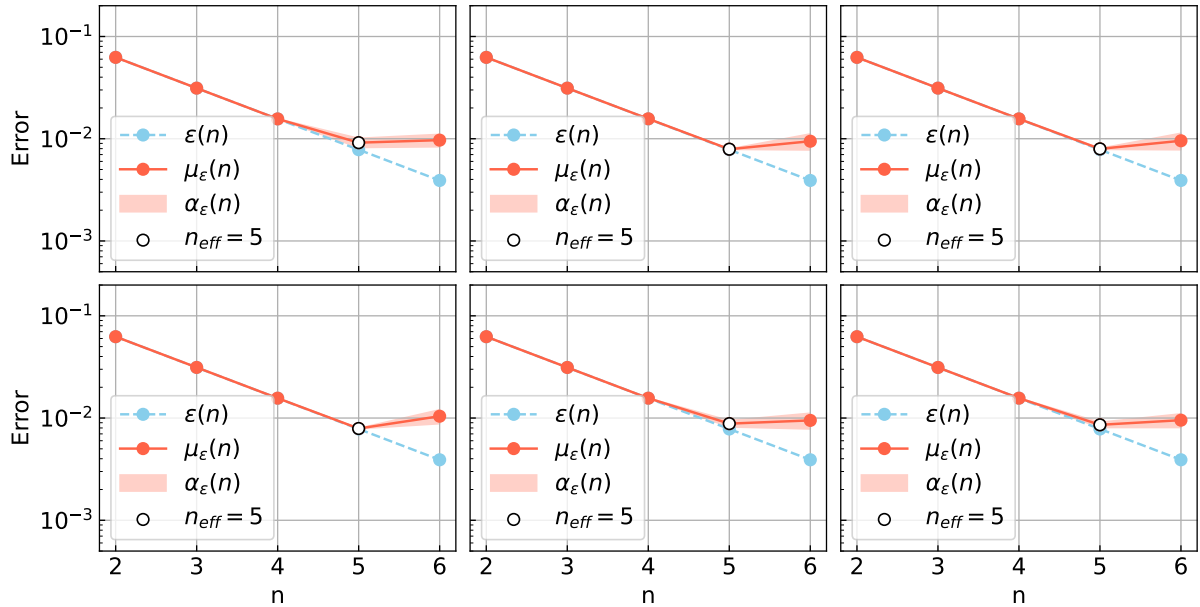 10⁻¹
10⁻²
10⁻³
Error
ε(n)
μ_ε(n)
α_ε(n)
n_eff = 5
ε(n)
μ_ε(n)
α_ε(n)
n_eff = 5
ε(n)
μ_ε(n)
α_ε(n)
n_eff = 5
10⁻¹
10⁻²
10⁻³
Error
ε(n)
μ_ε(n)
α_ε(n)
n_eff = 5
ε(n)
μ_ε(n)
α_ε(n)
n_eff = 5
ε(n)
μ_ε(n)
α_ε(n)
n_eff = 5
2 3 4 5 6
2 3 4 5 6
2 3 4 5 6
n
n
n